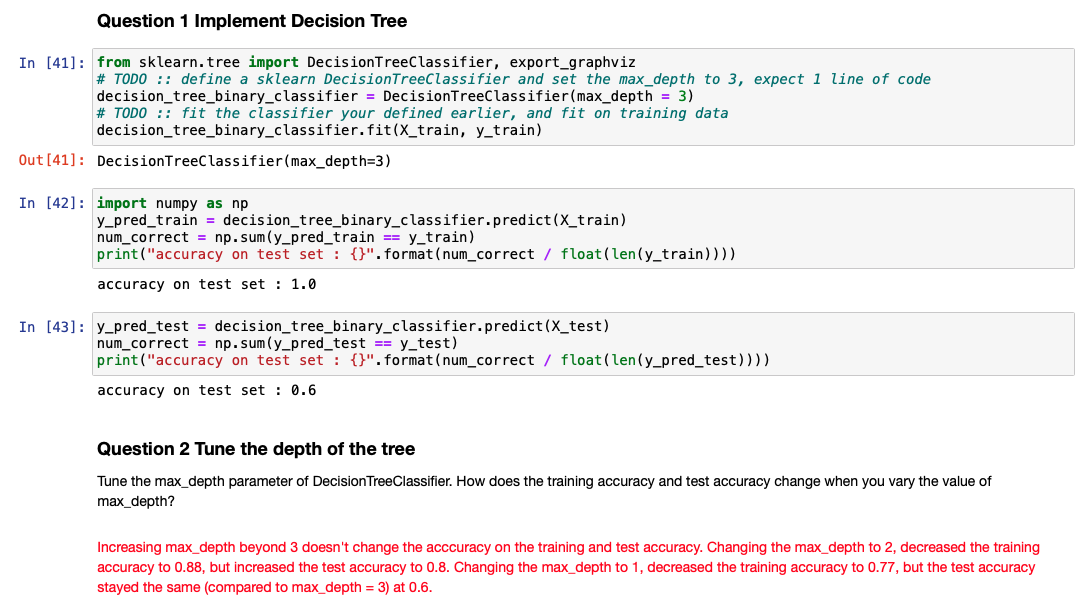 Question 1 Implement Decision Tree
In [41]: from sklearn.tree import DecisionTreeClassifier, export_graphviz
# TODO :: define a sklearn DecisionTreeClassifier and set the max_depth to 3, expect 1 line of code
decision_tree_binary_classifier = DecisionTreeClassifier(max_depth = 3)
# TODO :: fit the classifier your defined earlier, and fit on training data
decision_tree_binary_classifier.fit(X_train, y_train)
Out[41]: DecisionTreeClassifier(max_depth=3)
In [42]: import numpy as np
y_pred_train = decision_tree_binary_classifier.predict(X_train)
num_correct = np.sum(y_pred_train == y_train)
print("accuracy on test set : {}".format(num_correct / float(len(y_train))))
accuracy on test set : 1.0
In [43]: y_pred_test = decision_tree_binary_classifier.predict(X_test)
num_correct = np.sum(y_pred_test == y_test)
print("accuracy on test set : {}".format(num_correct / float(len(y_pred_test))))
accuracy on test set : 0.6
Question 2 Tune the depth of the tree
Tune the max_depth parameter of DecisionTreeClassifier. How does the training accuracy and test accuracy change when you vary the value of
max_depth?
Increasing max_depth beyond 3 doesn't change the acccuracy on the training and test accuracy. Changing the max_depth to 2, decreased the training
accuracy to 0.88, but increased the test accuracy to 0.8. Changing the max_depth to 1, decreased the training accuracy to 0.77, but the test accuracy
stayed the same (compared to max_depth = 3) at 0.6.